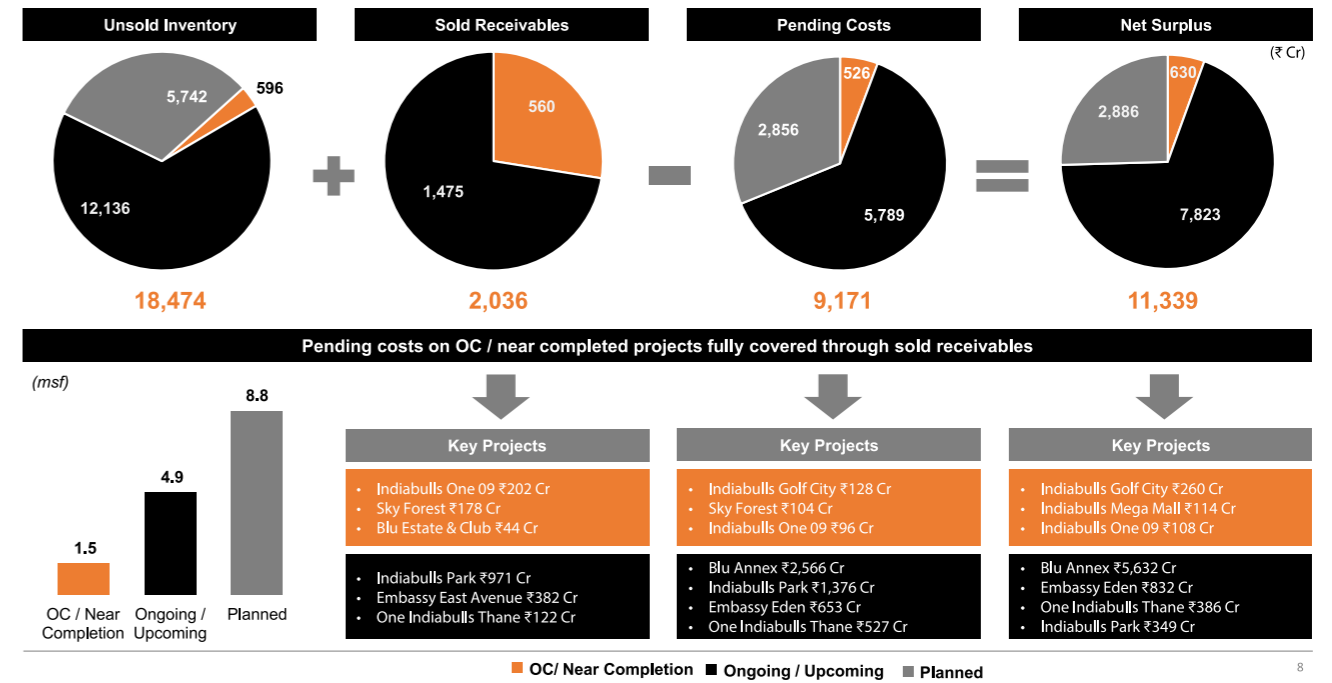 Unsold Inventory
Sold Receivables
Pending Costs
Net Surplus
(₹ Cr)
5,742
596
12,136
560
1,475
526
2,856
5,789
630
2,886
7,823
18,474
2,036
9,171
11,339
Pending costs on OC / near completed projects fully covered through sold receivables
(msf)
1.5
4.9
8.8
OC / Near
Completion
Ongoing /
Upcoming
Planned
Key Projects
• Indiabulls One 09 ₹202 Cr
• Sky Forest ₹178 Cr
• Blu Estate & Club ₹44 Cr
• Indiabulls Park ₹971 Cr
• Embassy East Avenue ₹382 Cr
• One Indiabulls Thane ₹122 Cr
Key Projects
• Indiabulls Golf City ₹128 Cr
• Sky Forest ₹104 Cr
• Indiabulls One 09 ₹96 Cr
• Blu Annex ₹2,566 Cr
• Indiabulls Park ₹1,376 Cr
• Embassy Eden ₹653 Cr
• One Indiabulls Thane ₹527 Cr
Key Projects
• Indiabulls Golf City ₹260 Cr
• Indiabulls Mega Mall ₹114 Cr
• Indiabulls One 09 ₹108 Cr
• Blu Annex ₹5,632 Cr
• Embassy Eden ₹832 Cr
• One Indiabulls Thane ₹386 Cr
• Indiabulls Park ₹349 Cr
OC/ Near Completion
Ongoing / Upcoming
Planned
8